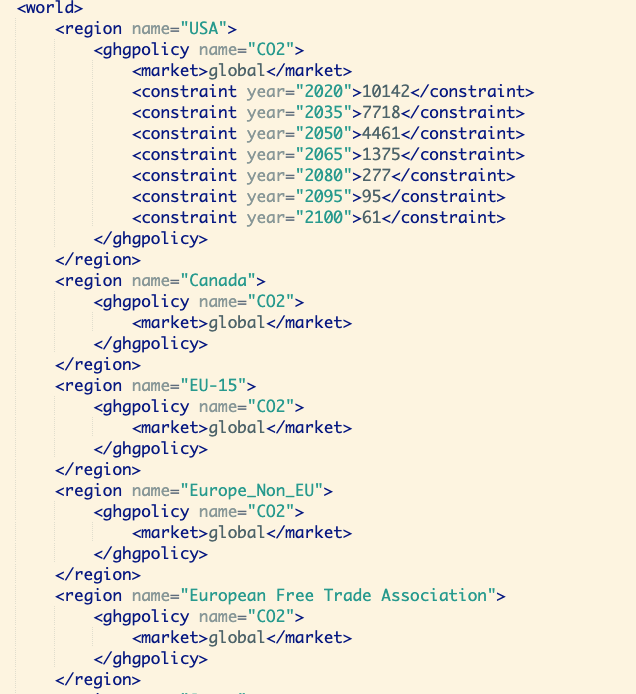 <world>
<region name="USA">
<ghgpolicy name="CO2">
<market>global</market>
<constraint year="2020">10142</constraint>
<constraint year="2035">7718</constraint>
<constraint year="2050">4461</constraint>
<constraint year="2065">1375</constraint>
<constraint year="2080">277</constraint>
<constraint year="2095">95</constraint>
<constraint year="2100">61</constraint>
</ghgpolicy>
</region>
<region name="Canada">
<ghgpolicy name="CO2">
<market>global</market>
</ghgpolicy>
</region>
<region name="EU-15">
<ghgpolicy name="CO2">
<market>global</market>
</ghgpolicy>
</region>
<region name="Europe_Non_EU">
<ghgpolicy name="CO2">
<market>global</market>
</ghgpolicy>
</region>
<region name="European Free Trade Association">
<ghgpolicy name="CO2">
<market>global</market>
</ghgpolicy>
</region>